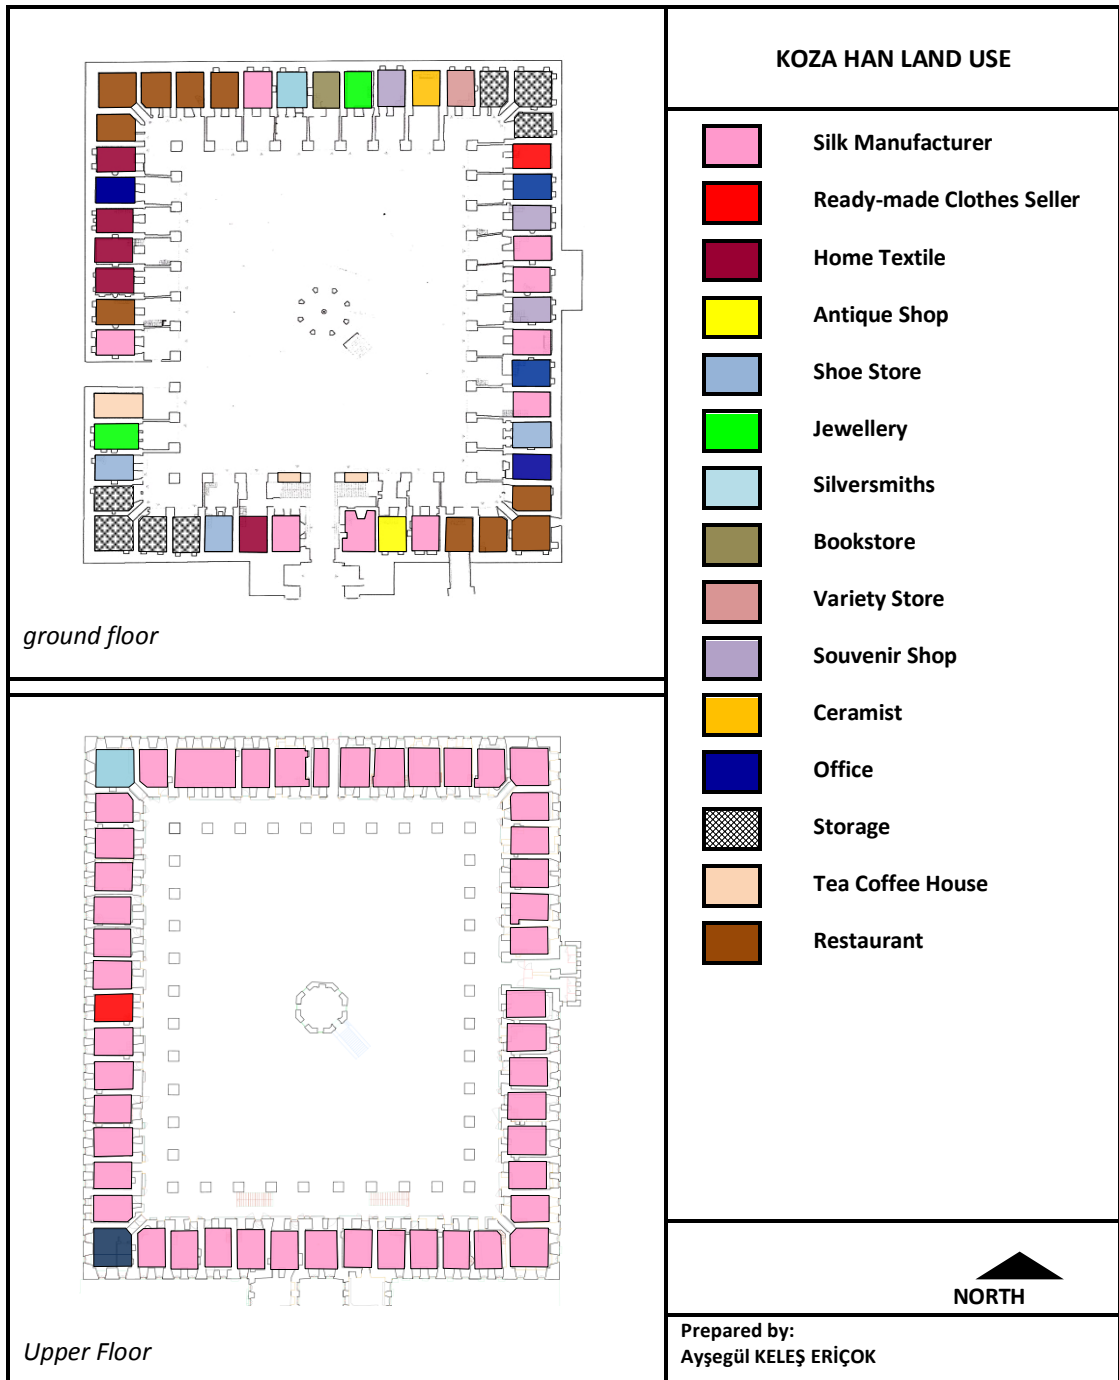 KOZA HAN LAND USE
Silk Manufacturer
Ready-made Clothes Seller
Home Textile
Antique Shop
Shoe Store
Jewellery
Silversmiths
Bookstore
Variety Store
Souvenir Shop
Ceramist
Office
Storage
Tea Coffee House
Restaurant
ground floor
Upper Floor
NORTH
Prepared by:
Ayşegül KELEŞ ERİÇOK